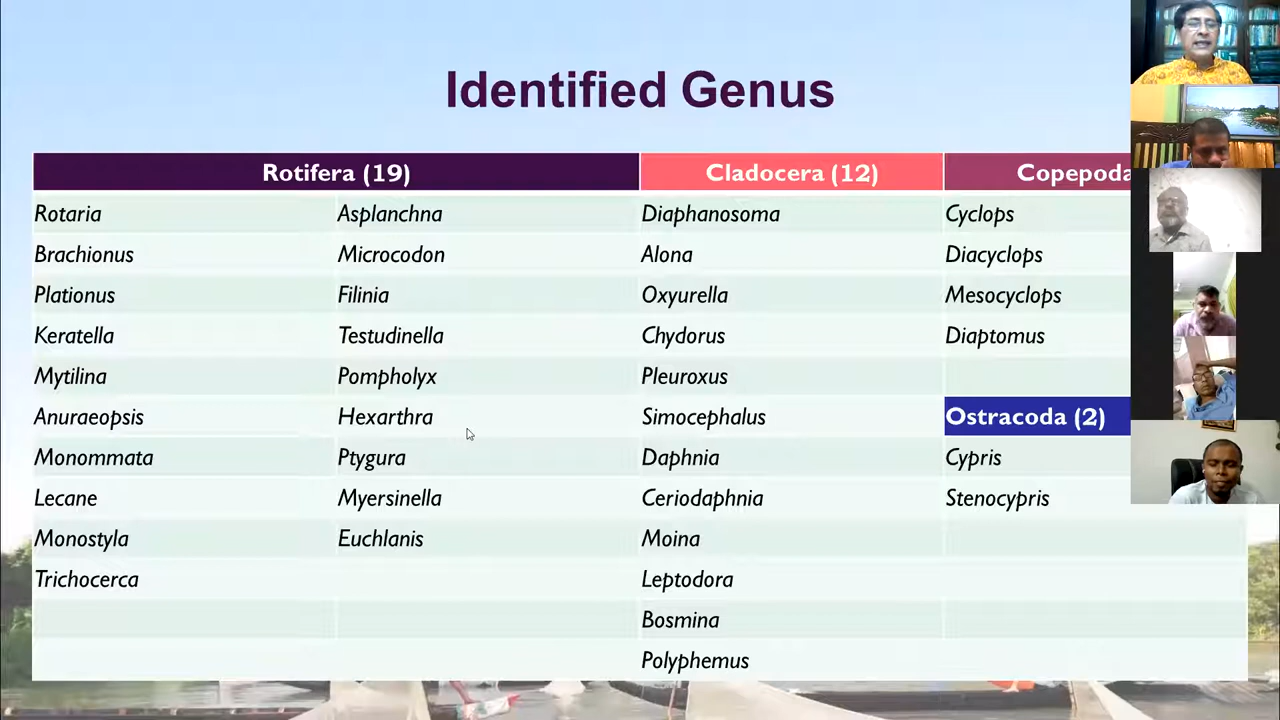 Identified Genus
Rotifera (19) Cladocera (12) Copepoda
Rotaria Asplanchna Diaphanosoma Cyclops
Brachionus Microcodon Alona Diacyclops
Plationus Filinia Oxyurella Mesocyclops
Keratella Testudinella Chydorus Diaptomus
Mytilina Pompholyx Pleuroxus
Anuraeopsis Hexarthra Simocephalus Ostracoda (2)
Monommata Ptygura Daphnia Cypris
Lecane Myersinella Ceriodaphnia Stenocypris
Monostyla Euchlanis Moina
Trichocerca Leptodora
Bosmina
Polyphemus